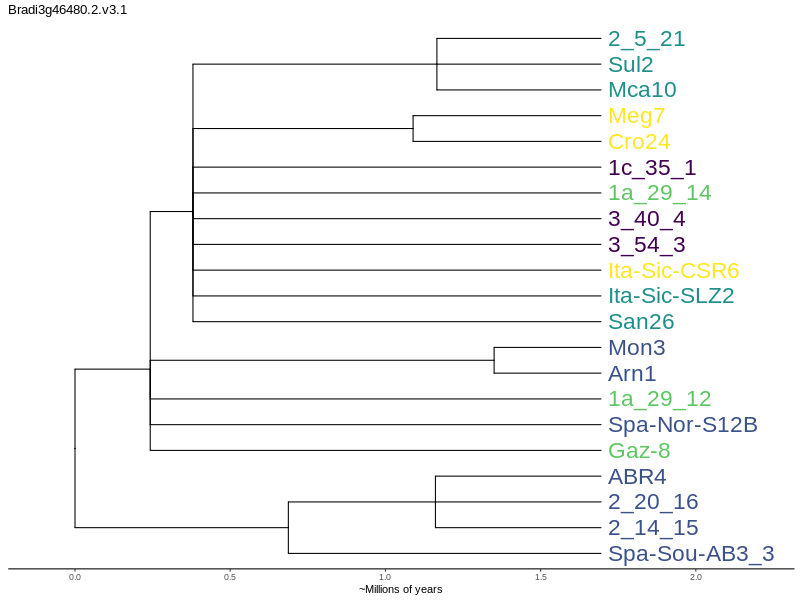 Bradi3g46480.2.v3.1
2_5_21
Sul2
Mca10
Meg7
Cro24
1c_35_1
1a_29_14
3_40_4
3_54_3
Ita-Sic-CSR6
Ita-Sic-SLZ2
San26
Mon3
Arn1
1a_29_12
Spa-Nor-S12B
Gaz-8
ABR4
2_20_16
2_14_15
Spa-Sou-AB3_3
0.0 0.5 1.0 1.5 2.0
~Millions of years